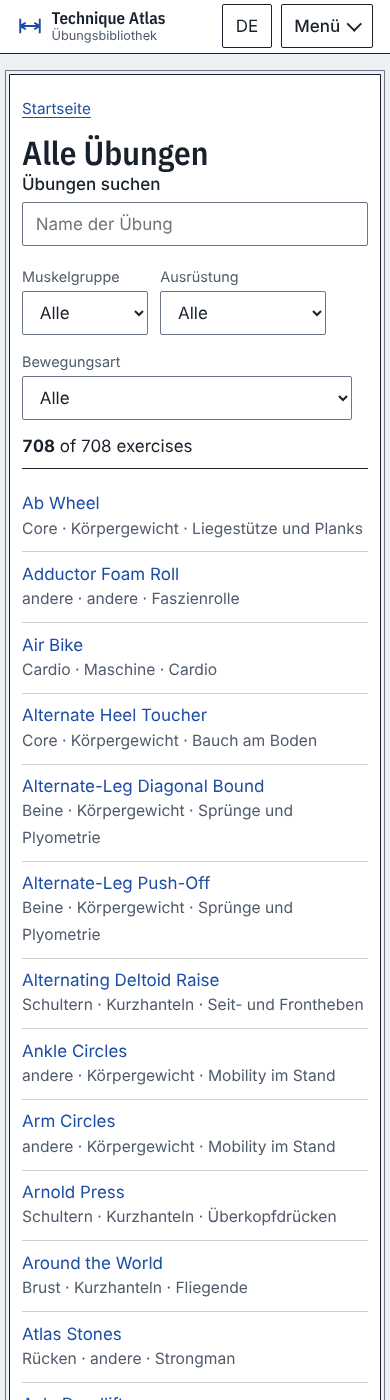 Technique Atlas
Übungsbibliothek
DE
Menü
Startseite
Alle Übungen
Übungen suchen
Name der Übung
Muskelgruppe
Ausrüstung
Alle
Alle
Bewegungsart
Alle
708 of 708 exercises
Ab Wheel
Core · Körpergewicht · Liegestütze und Planks
Adductor Foam Roll
andere · andere · Faszienrolle
Air Bike
Cardio · Maschine · Cardio
Alternate Heel Toucher
Core · Körpergewicht · Bauch am Boden
Alternate-Leg Diagonal Bound
Beine · Körpergewicht · Sprünge und
Plyometrie
Alternate-Leg Push-Off
Beine · Körpergewicht · Sprünge und
Plyometrie
Alternating Deltoid Raise
Schultern · Kurzhanteln · Seit- und Frontheben
Ankle Circles
andere · Körpergewicht · Mobility im Stand
Arm Circles
andere · Körpergewicht · Mobility im Stand
Arnold Press
Schultern · Kurzhanteln · Überkopfdrücken
Around the World
Brust · Kurzhanteln · Fliegende
Atlas Stones
Rücken · andere · Strongman